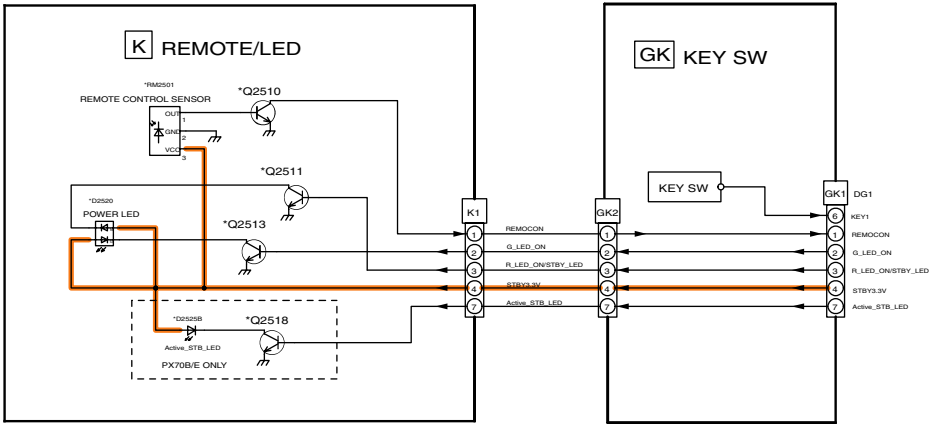 K REMOTE/LED
GK KEY SW
*RM2501
REMOTE CONTROL SENSOR
OUT
1
GND
2
VCC
3
*Q2510
*Q2511
*D2520
POWER LED
*Q2513
*D2525B
Active_STB_LED
*Q2518
PX70B/E ONLY
K1
1
2
3
4
7
REMOCON
G_LED_ON
R_LED_ON/STBY_LED
STBY3.3V
Active_STB_LED
GK2
1
2
3
4
7
KEY SW
GK1 DG1
6 KEY1
1 REMOCON
2 G_LED_ON
3 R_LED_ON/STBY_LED
4 STBY3.3V
7 Active_STB_LED